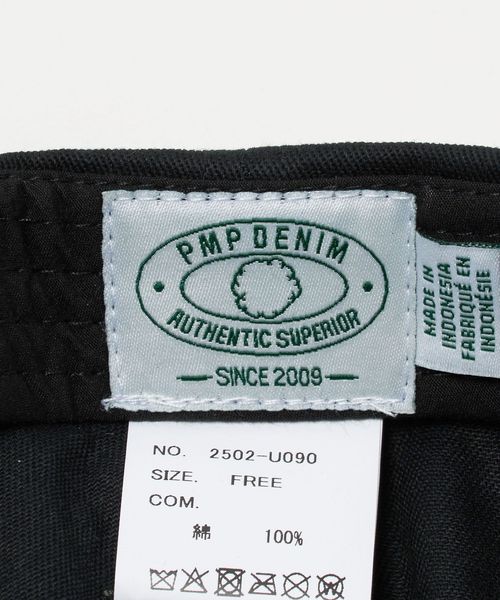 PMP DENIM
AUTHENTIC SUPERIOR
SINCE 2009
MADE IN
INDONESIA
FABRIQUÉ EN
INDONÉSIE
NO. 2502-U090
SIZE. FREE
COM.
綿 100%